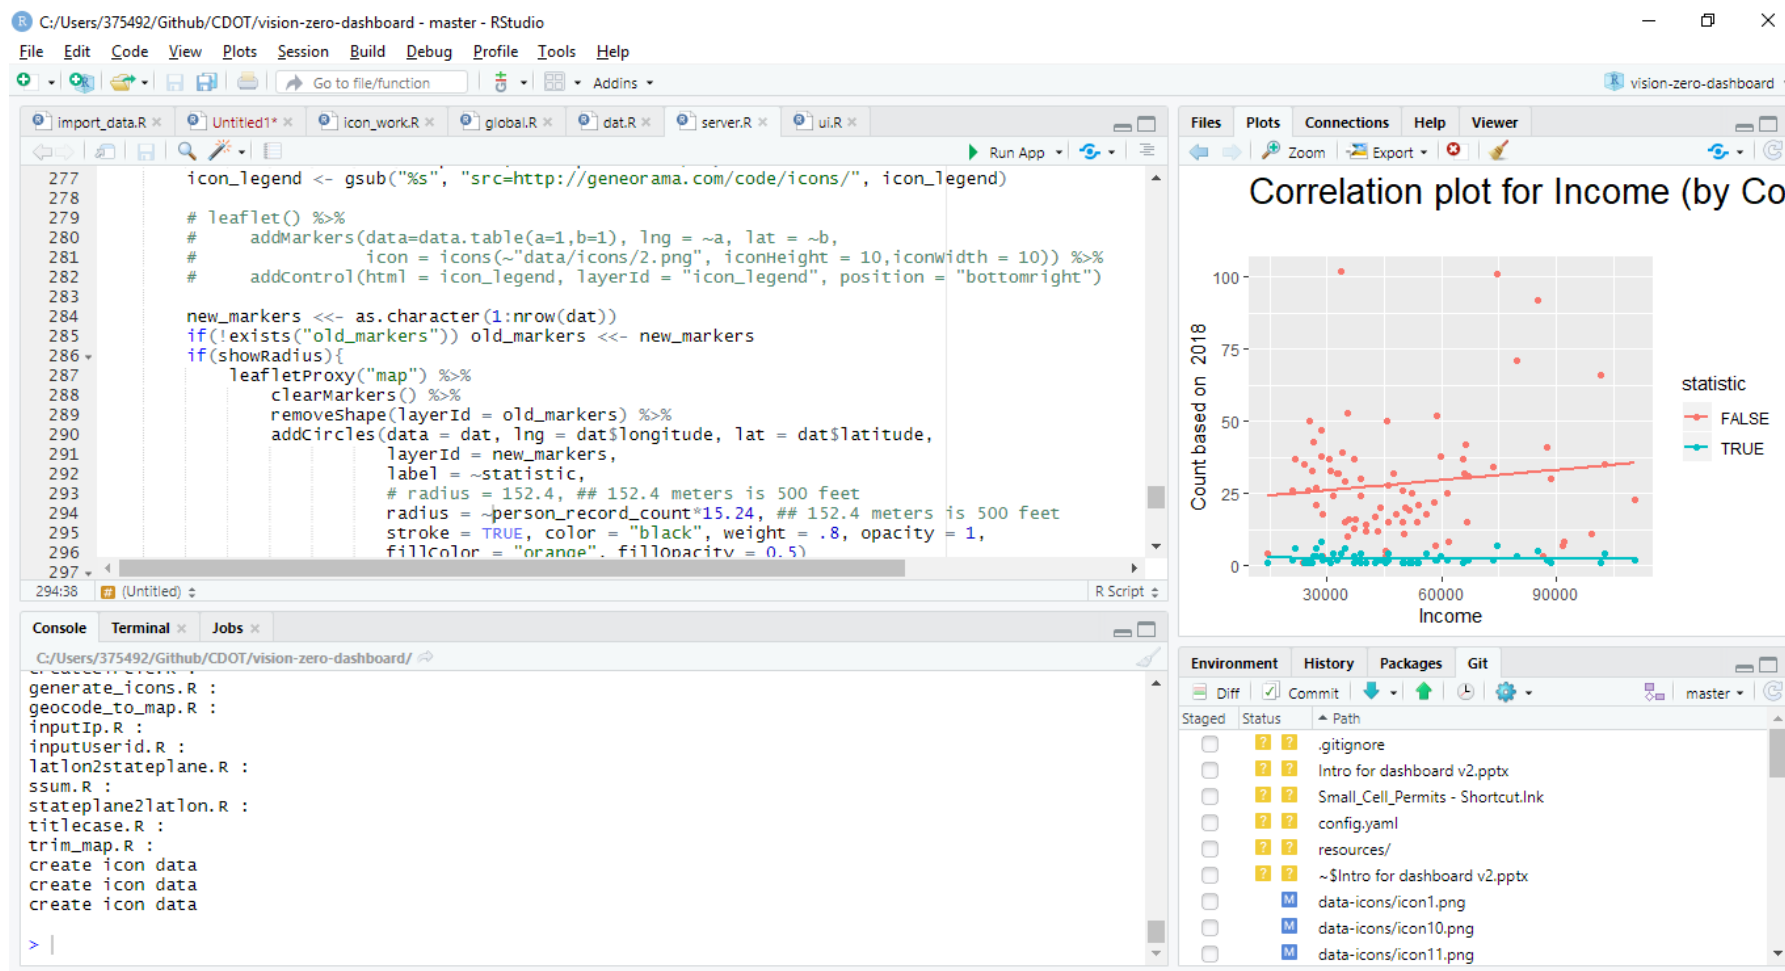 C:/Users/375492/Github/CDOT/vision-zero-dashboard - master - RStudio
File Edit Code View Plots Session Build Debug Profile Tools Help
Go to file/function Addins vision-zero-dashboard
import_data.R Untitled1* icon_work.R global.R dat.R server.R ui.R
Run App
277 icon_legend <- gsub("%s", "src=http://geneorama.com/code/icons/", icon_legend)
278
279 # leaflet() %>%
280 #     addMarkers(data=data.table(a=1,b=1), lng = ~a, lat = ~b,
281 #                icon = icons(~"data/icons/2.png", iconHeight = 10,iconWidth = 10)) %>%
282 #     addControl(html = icon_legend, layerId = "icon_legend", position = "bottomright")
283
284 new_markers <<- as.character(1:nrow(dat))
285 if(!exists("old_markers")) old_markers <<- new_markers
286 if(showRadius){
287 leafletProxy("map") %>%
288 clearMarkers() %>%
289 removeShape(layerId = old_markers) %>%
290 addCircles(data = dat, lng = dat$longitude, lat = dat$latitude,
291 layerId = new_markers,
292 label = ~statistic,
293 # radius = 152.4, ## 152.4 meters is 500 feet
294 radius = ~person_record_count*15.24, ## 152.4 meters is 500 feet
295 stroke = TRUE, color = "black", weight = .8, opacity = 1,
296 fillColor = "orange", fillOpacity = 0.5)
297
294:38 # (Untitled) R Script
Console Terminal Jobs
C:/Users/375492/Github/CDOT/vision-zero-dashboard/
generate_icons.R :
geocode_to_map.R :
inputIp.R :
inputUserid.R :
latlon2stateplane.R :
ssum.R :
stateplane2latlon.R :
titlecase.R :
trim_map.R :
create icon data
create icon data
create icon data
>
Files Plots Connections Help Viewer
Zoom Export
Correlation plot for Income (by Co
Count based on 2018
100
75
50
25
0
30000 60000 90000
Income
statistic
FALSE
TRUE
Environment History Packages Git
Diff Commit master
Staged Status Path
? ? .gitignore
? ? Intro for dashboard v2.pptx
? ? Small_Cell_Permits - Shortcut.lnk
? ? config.yaml
? ? resources/
? ? ~$Intro for dashboard v2.pptx
M data-icons/icon1.png
M data-icons/icon10.png
M data-icons/icon11.png